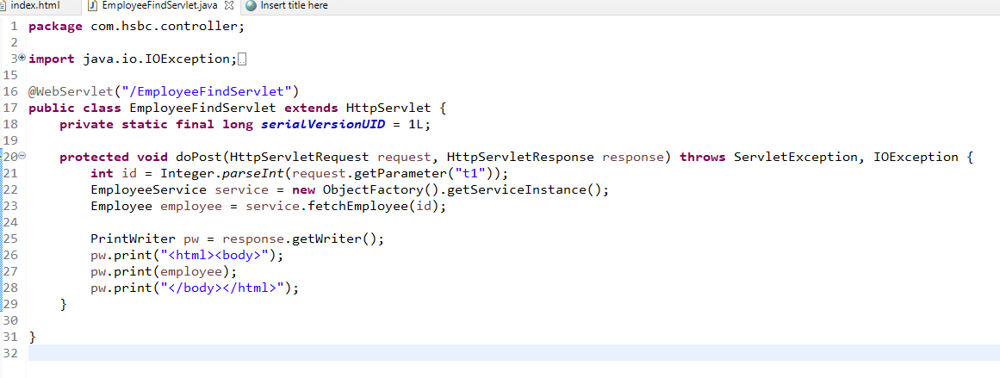 index.html EmployeeFindServlet.java Insert title here
1 package com.hsbc.controller;
2
3 import java.io.IOException;
15
16 @WebServlet("/EmployeeFindServlet")
17 public class EmployeeFindServlet extends HttpServlet {
18 private static final long serialVersionUID = 1L;
19
20 protected void doPost(HttpServletRequest request, HttpServletResponse response) throws ServletException, IOException {
21 int id = Integer.parseInt(request.getParameter("t1"));
22 EmployeeService service = new ObjectFactory().getServiceInstance();
23 Employee employee = service.fetchEmployee(id);
24
25 PrintWriter pw = response.getWriter();
26 pw.print("<html><body>");
27 pw.print(employee);
28 pw.print("</body></html>");
29 }
30
31 }
32